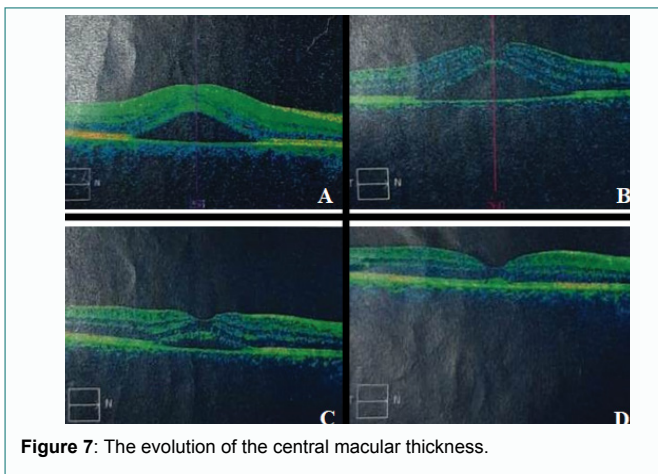 A
B
N
N
C
N
D
N
Figure 7: The evolution of the central macular thickness.